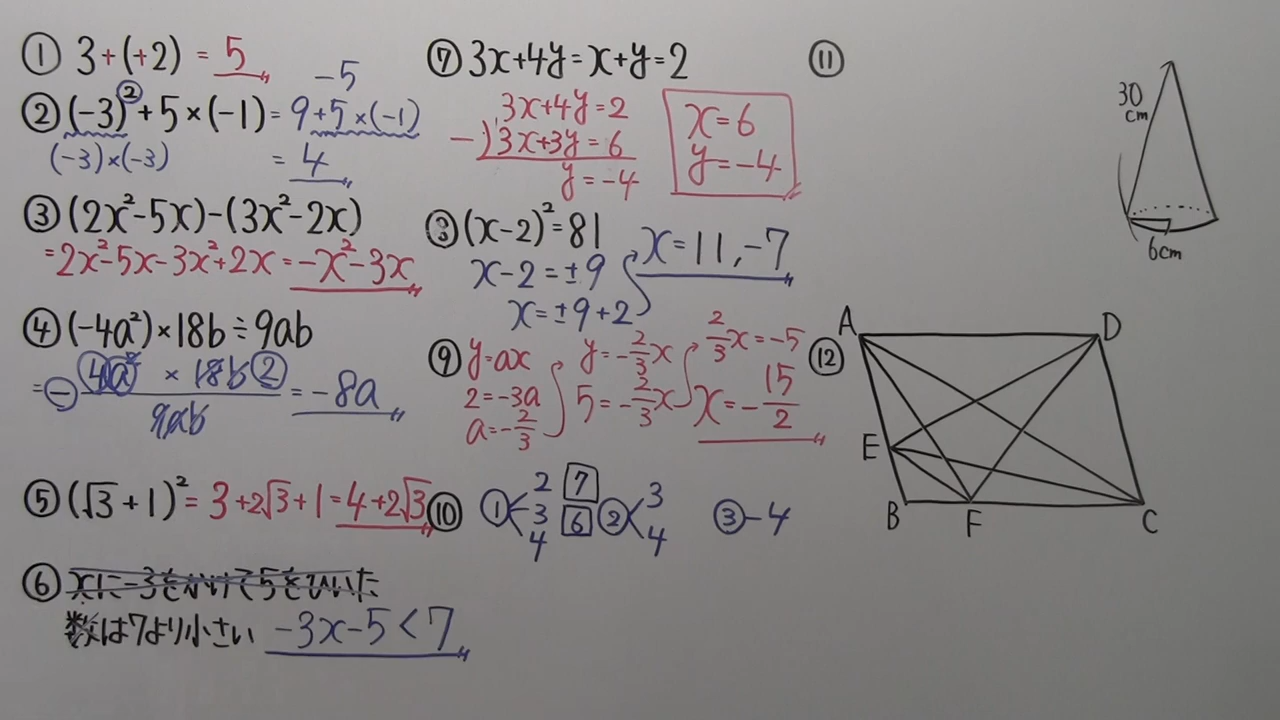 ① 3+(+2) = 5
-5
② (-3)²+5×(-1)= 9+5×(-1)
(-3)×(-3) = 4
③ (2x²-5x)-(3x²-2x)
=2x²-5x-3x²+2x=-x²-3x
④ (-4a²)×18b÷9ab
= - 4a² × 18b 2 / 9ab = -8a
⑤ (√3+1)²= 3+2√3+1=4+2√3
⑥ xに-3をかけて5をひいた
数は7より小さい -3x-5<7
⑦ 3x+4y=x+y=2
3x+4y=2
-)3x+3y=6
y=-4
x=6
y=-4
⑧ (x-2)²=81
x-2=±9
x=±9+2
x=11,-7
⑨ y=ax
2=-3a
a=-2/3
y=-2/3x
5=-2/3x
2/3x=-5
x=-15/2
⑩ ① 2 3 4 7 6 ② 3 4 ③-4
⑪
30
cm
6cm
⑫
A D
E
B F C